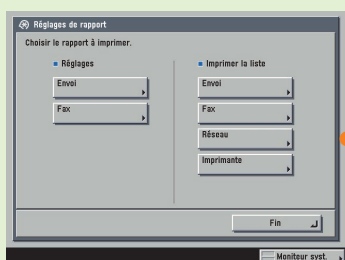 Réglages de rapport
Choisir le rapport à imprimer.
Réglages
Envoi
Fax
Imprimer la liste
Envoi
Fax
Réseau
Imprimante
Fin
Moniteur syst.